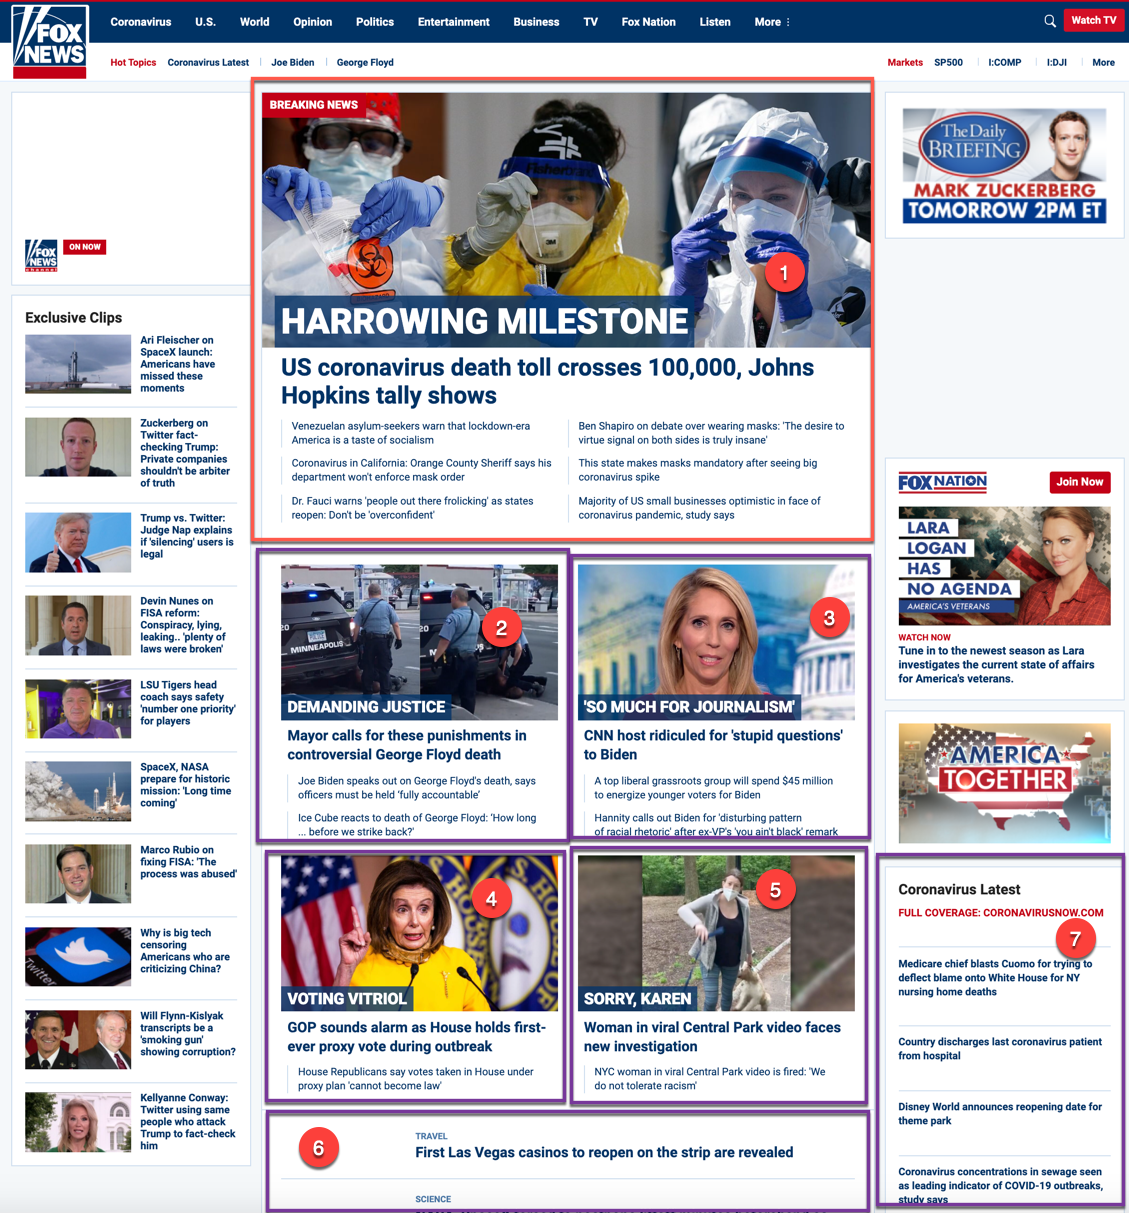 FOX
NEWS
Coronavirus U.S. World Opinion Politics Entertainment Business TV Fox Nation Listen More
Watch TV
Hot Topics Coronavirus Latest Joe Biden George Floyd
Markets SP500 I:COMP I:DJI More
FOX
NEWS
channel
ON NOW
Exclusive Clips
Ari Fleischer on
SpaceX launch:
Americans have
missed these
moments
Zuckerberg on
Twitter fact-
checking Trump:
Private companies
shouldn't be arbiter
of truth
Trump vs. Twitter:
Judge Nap explains
if 'silencing' users is
legal
Devin Nunes on
FISA reform:
Conspiracy, lying,
leaking.. 'plenty of
laws were broken'
LSU Tigers head
coach says safety
'number one priority'
for players
SpaceX, NASA
prepare for historic
mission: 'Long time
coming'
Marco Rubio on
fixing FISA: 'The
process was abused'
Twitter
Why is big tech
censoring
Americans who are
criticizing China?
Will Flynn-Kislyak
transcripts be a
'smoking gun'
showing corruption?
Kellyanne Conway:
Twitter using same
people who attack
Trump to fact-check
him
BREAKING NEWS
Fishertran
3M
1
HARROWING MILESTONE
US coronavirus death toll crosses 100,000, Johns
Hopkins tally shows
Venezuelan asylum-seekers warn that lockdown-era
America is a taste of socialism
Coronavirus in California: Orange County Sheriff says his
department won't enforce mask order
Dr. Fauci warns 'people out there frolicking' as states
reopen: Don't be 'overconfident'
Ben Shapiro on debate over wearing masks: 'The desire to
virtue signal on both sides is truly insane'
This state makes masks mandatory after seeing big
coronavirus spike
Majority of US small businesses optimistic in face of
coronavirus pandemic, study says
2
20
MINNEAPOLIS
20
DEMANDING JUSTICE
Mayor calls for these punishments in
controversial George Floyd death
Joe Biden speaks out on George Floyd's death, says
officers must be held 'fully accountable'
Ice Cube reacts to death of George Floyd: 'How long
... before we strike back?'
3
'SO MUCH FOR JOURNALISM'
CNN host ridiculed for 'stupid questions'
to Biden
A top liberal grassroots group will spend $45 million
to energize younger voters for Biden
Hannity calls out Biden for 'disturbing pattern
of racial rhetoric' after ex-VP's 'you ain't black' remark
4
VOTING VITRIOL
GOP sounds alarm as House holds first-
ever proxy vote during outbreak
House Republicans say votes taken in House under
proxy plan 'cannot become law'
5
SORRY, KAREN
Woman in viral Central Park video faces
new investigation
NYC woman in viral Central Park video is fired: 'We
do not tolerate racism'
6
TRAVEL
First Las Vegas casinos to reopen on the strip are revealed
SCIENCE
The Daily
BRIEFING
MARK ZUCKERBERG
TOMORROW 2PM ET
FOX NATION
Join Now
LARA
LOGAN
HAS
NO AGENDA
AMERICA'S VETERANS
WATCH NOW
Tune in to the newest season as Lara
investigates the current state of affairs
for America's veterans.
AMERICA
TOGETHER
Coronavirus Latest
FULL COVERAGE: CORONAVIRUSNOW.COM
7
Medicare chief blasts Cuomo for trying to
deflect blame onto White House for NY
nursing home deaths
Country discharges last coronavirus patient
from hospital
Disney World announces reopening date for
theme park
Coronavirus concentrations in sewage seen
as leading indicator of COVID-19 outbreaks,
study says